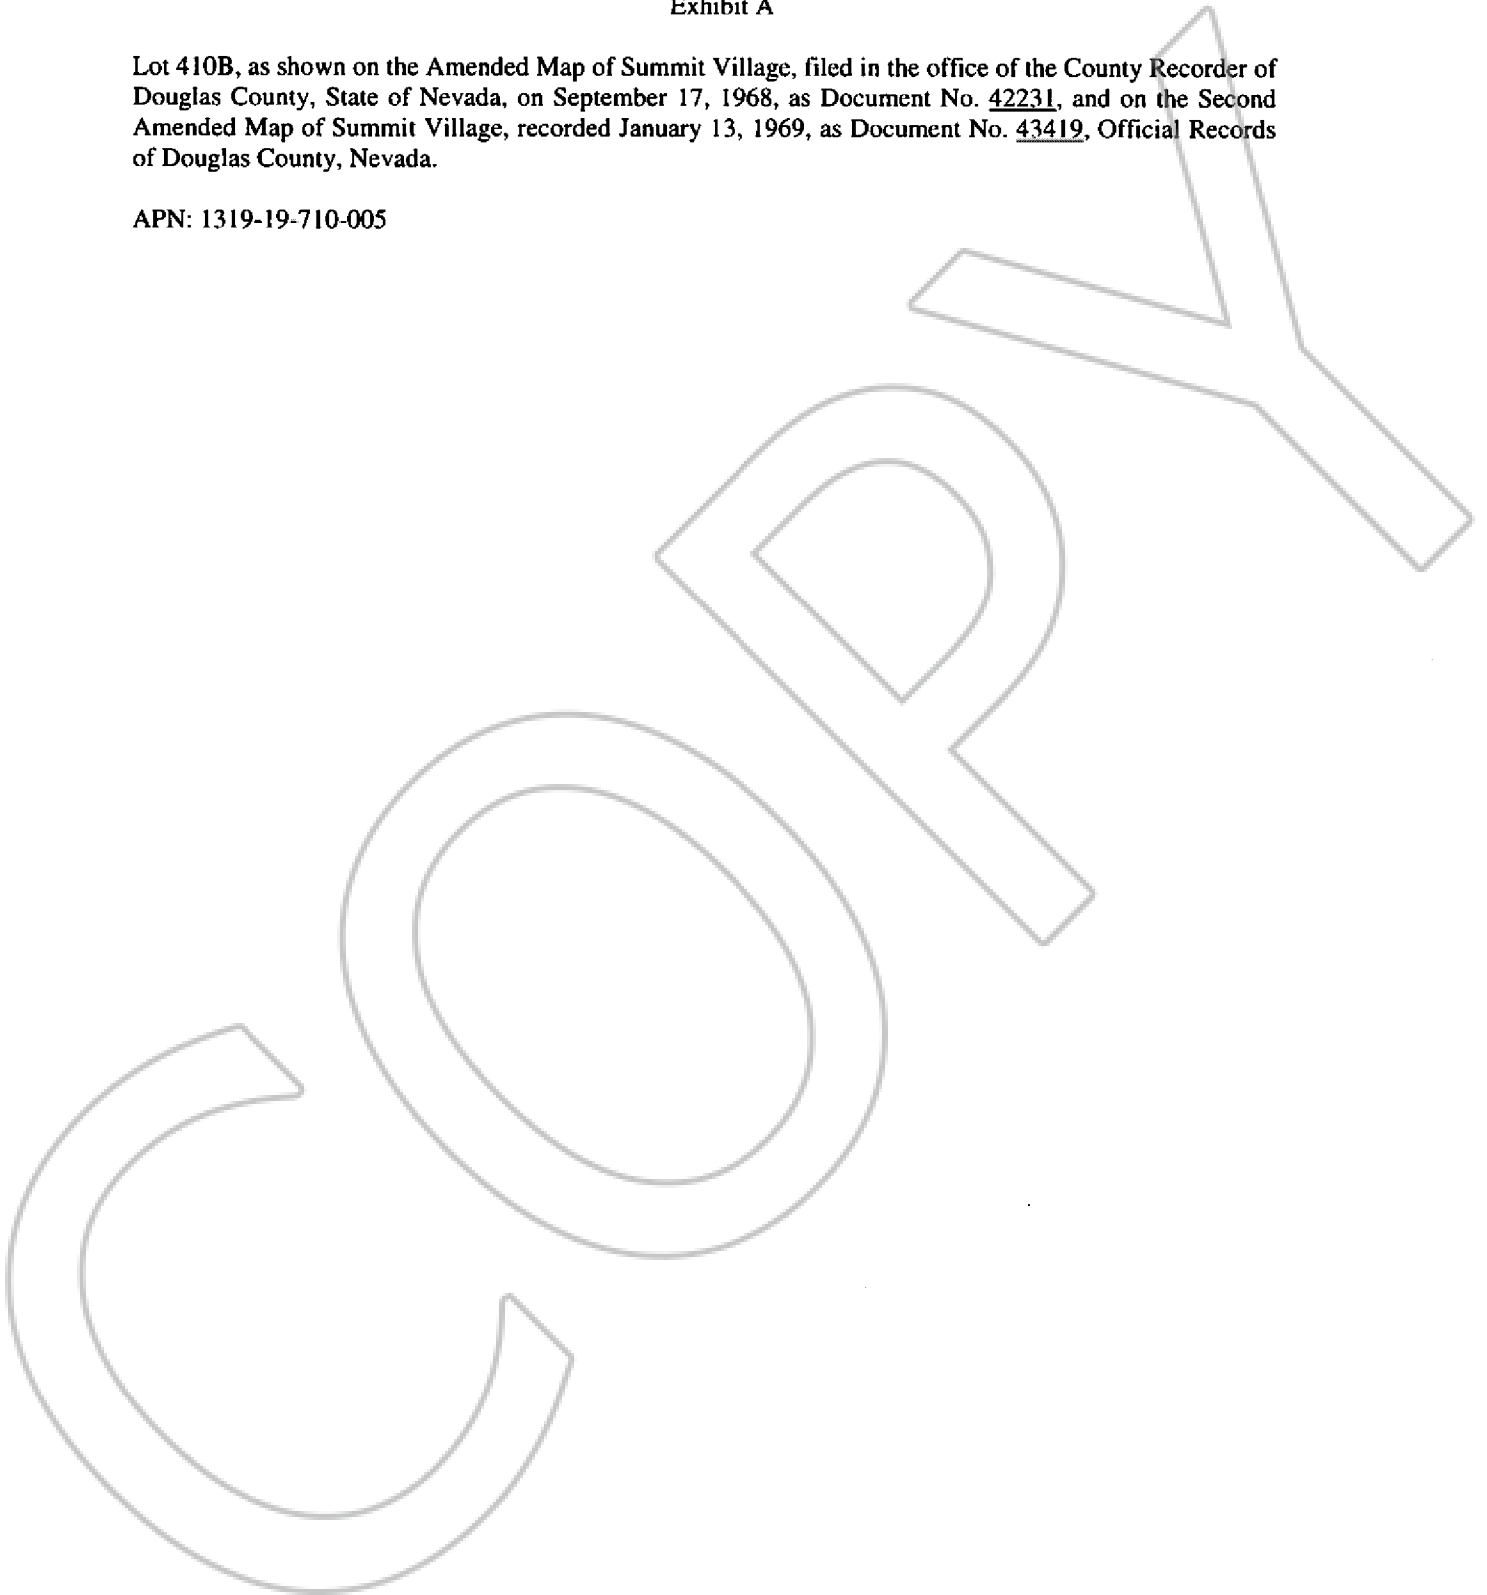 Exhibit A
Lot 410B, as shown on the Amended Map of Summit Village, filed in the office of the County Recorder of
Douglas County, State of Nevada, on September 17, 1968, as Document No. 42231, and on the Second
Amended Map of Summit Village, recorded January 13, 1969, as Document No. 43419, Official Records
of Douglas County, Nevada.
APN: 1319-19-710-005
COPY